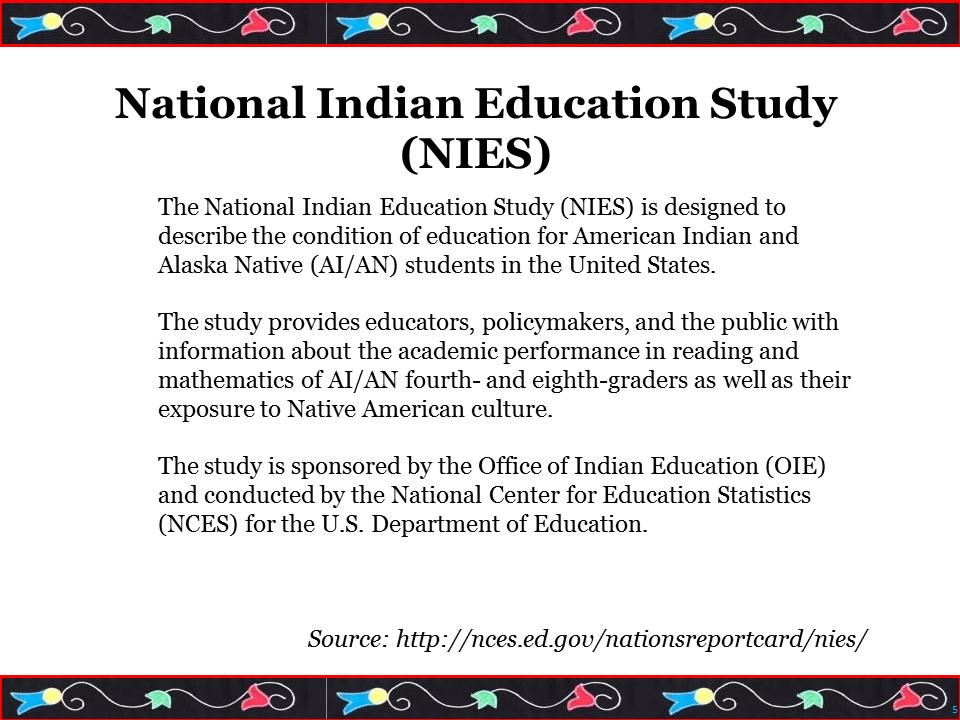 National Indian Education Study
(NIES)
The National Indian Education Study (NIES) is designed to
describe the condition of education for American Indian and
Alaska Native (AI/AN) students in the United States.
The study provides educators, policymakers, and the public with
information about the academic performance in reading and
mathematics of AI/AN fourth- and eighth-graders as well as their
exposure to Native American culture.
The study is sponsored by the Office of Indian Education (OIE)
and conducted by the National Center for Education Statistics
(NCES) for the U.S. Department of Education.
Source: http://nces.ed.gov/nationsreportcard/nies/
5